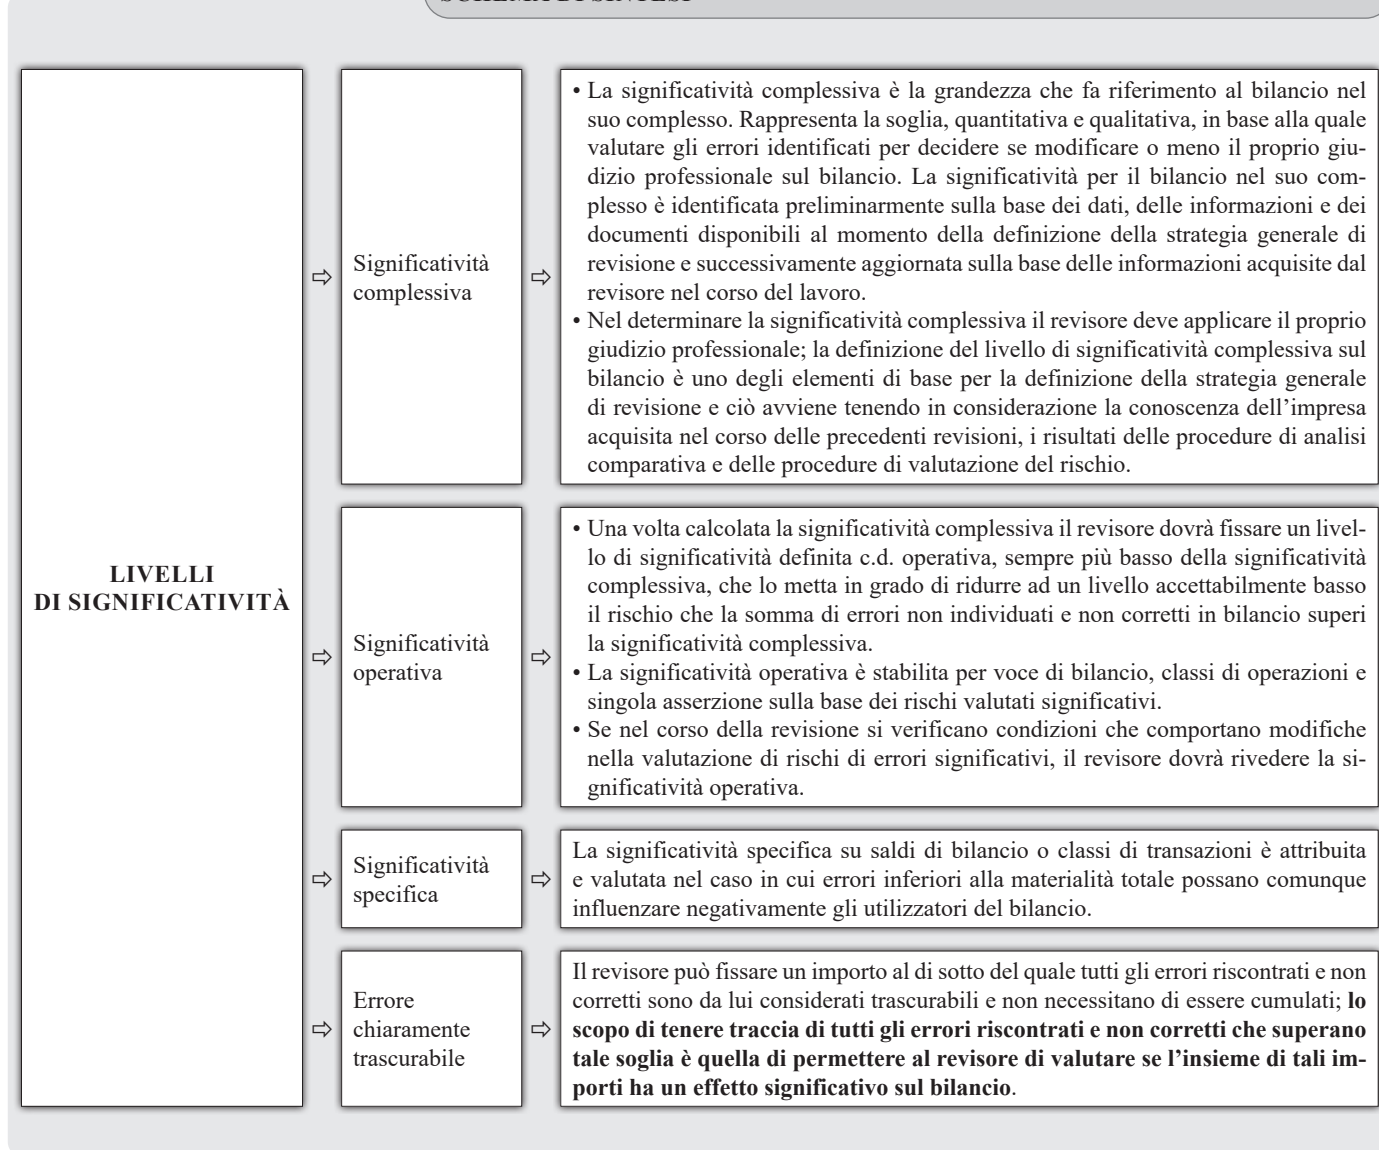 LIVELLI
DI SIGNIFICATIVITÀ
⇨
Significatività
complessiva
⇨
• La significatività complessiva è la grandezza che fa riferimento al bilancio nel
suo complesso. Rappresenta la soglia, quantitativa e qualitativa, in base alla quale
valutare gli errori identificati per decidere se modificare o meno il proprio giu-
dizio professionale sul bilancio. La significatività per il bilancio nel suo com-
plesso è identificata preliminarmente sulla base dei dati, delle informazioni e dei
documenti disponibili al momento della definizione della strategia generale di
revisione e successivamente aggiornata sulla base delle informazioni acquisite dal
revisore nel corso del lavoro.
• Nel determinare la significatività complessiva il revisore deve applicare il proprio
giudizio professionale; la definizione del livello di significatività complessiva sul
bilancio è uno degli elementi di base per la definizione della strategia generale
di revisione e ciò avviene tenendo in considerazione la conoscenza dell’impresa
acquisita nel corso delle precedenti revisioni, i risultati delle procedure di analisi
comparativa e delle procedure di valutazione del rischio.
⇨
Significatività
operativa
⇨
• Una volta calcolata la significatività complessiva il revisore dovrà fissare un livel-
lo di significatività definita c.d. operativa, sempre più basso della significatività
complessiva, che lo metta in grado di ridurre ad un livello accettabilmente basso
il rischio che la somma di errori non individuati e non corretti in bilancio superi
la significatività complessiva.
• La significatività operativa è stabilita per voce di bilancio, classi di operazioni e
singola asserzione sulla base dei rischi valutati significativi.
• Se nel corso della revisione si verificano condizioni che comportano modifiche
nella valutazione di rischi di errori significativi, il revisore dovrà rivedere la si-
gnificatività operativa.
⇨
Significatività
specifica
⇨
La significatività specifica su saldi di bilancio o classi di transazioni è attribuita
e valutata nel caso in cui errori inferiori alla materialità totale possano comunque
influenzare negativamente gli utilizzatori del bilancio.
⇨
Errore
chiaramente
trascurabile
⇨
Il revisore può fissare un importo al di sotto del quale tutti gli errori riscontrati e non
corretti sono da lui considerati trascurabili e non necessitano di essere cumulati; lo
scopo di tenere traccia di tutti gli errori riscontrati e non corretti che superano
tale soglia è quella di permettere al revisore di valutare se l’insieme di tali im-
porti ha un effetto significativo sul bilancio.